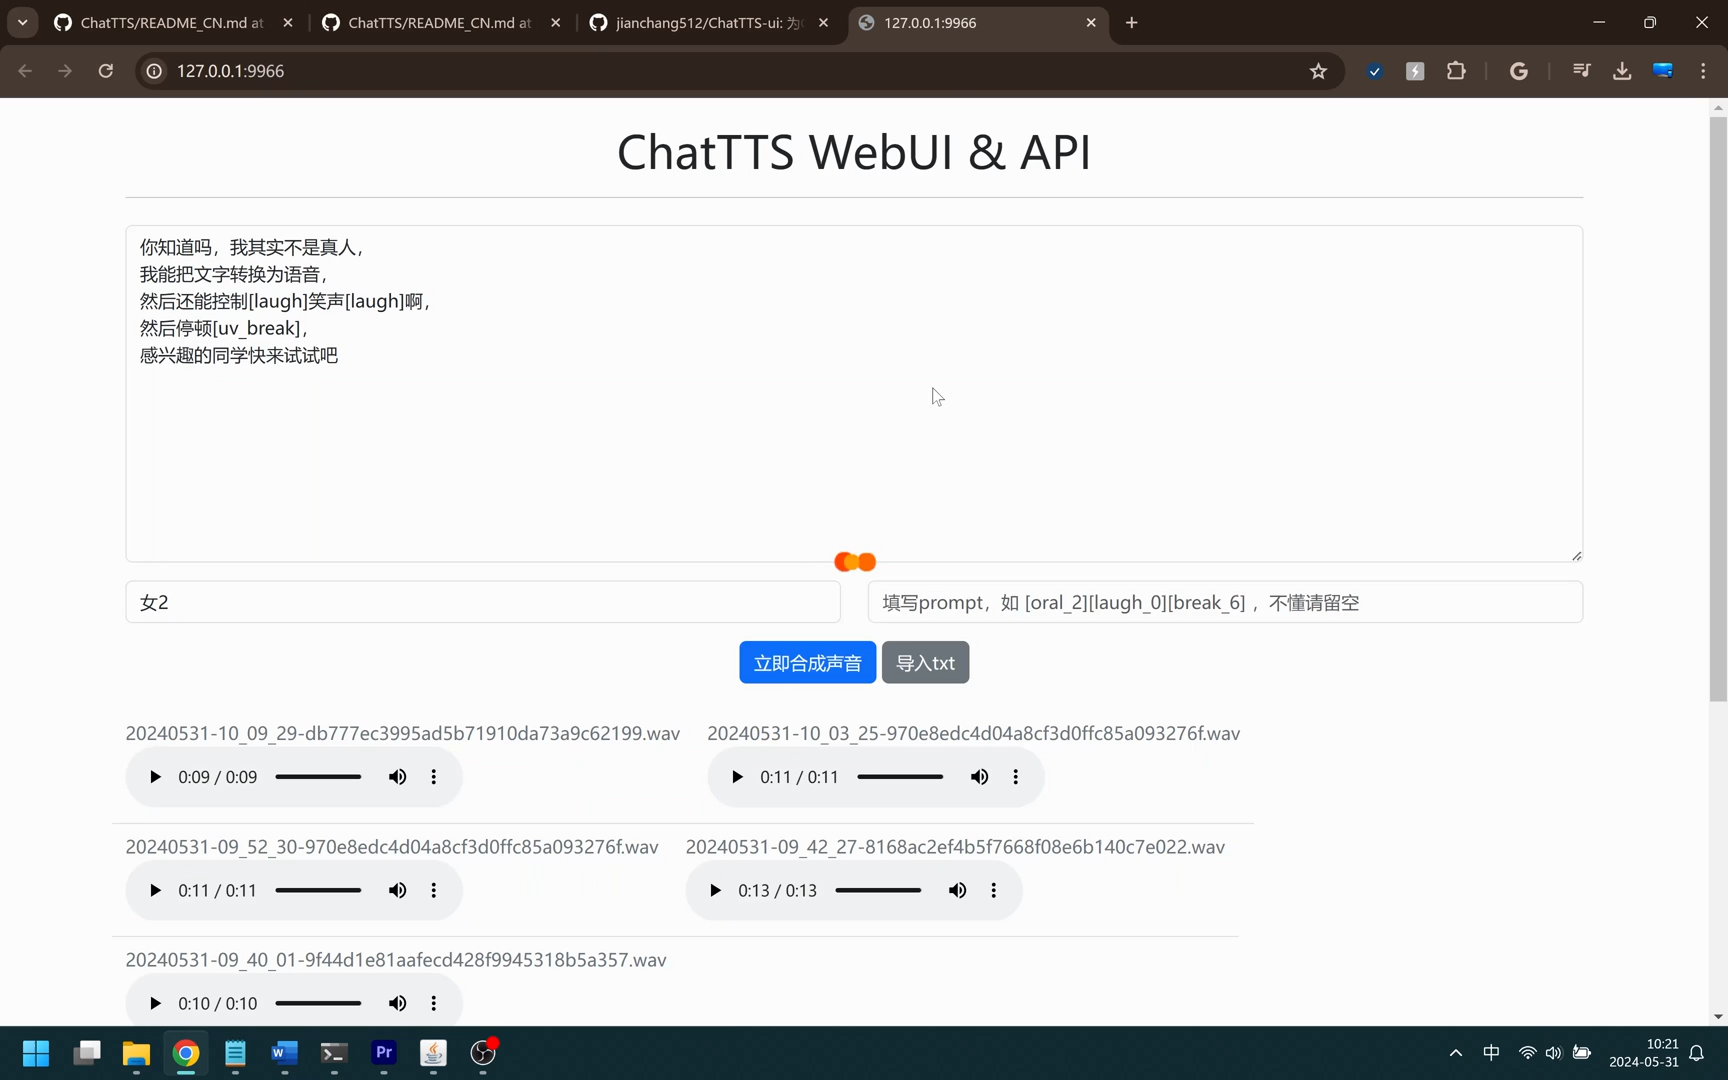 ChatTTS/README_CN.md at
ChatTTS/README_CN.md at
jianchang512/ChatTTS-ui: 为
127.0.0.1:9966
127.0.0.1:9966
ChatTTS WebUI & API
你知道吗，我其实不是真人，
我能把文字转换为语音，
然后还能控制[laugh]笑声[laugh]啊，
然后停顿[uv_break]，
感兴趣的同学快来试试吧
女2
填写prompt，如 [oral_2][laugh_0][break_6] ，不懂请留空
立即合成声音
导入txt
20240531-10_09_29-db777ec3995ad5b71910da73a9c62199.wav
20240531-10_03_25-970e8edc4d04a8cf3d0ffc85a093276f.wav
0:09 / 0:09
0:11 / 0:11
20240531-09_52_30-970e8edc4d04a8cf3d0ffc85a093276f.wav
20240531-09_42_27-8168ac2ef4b5f7668f08e6b140c7e022.wav
0:11 / 0:11
0:13 / 0:13
20240531-09_40_01-9f44d1e81aafecd428f9945318b5a357.wav
0:10 / 0:10
W
Pr
中
10:21
2024-05-31